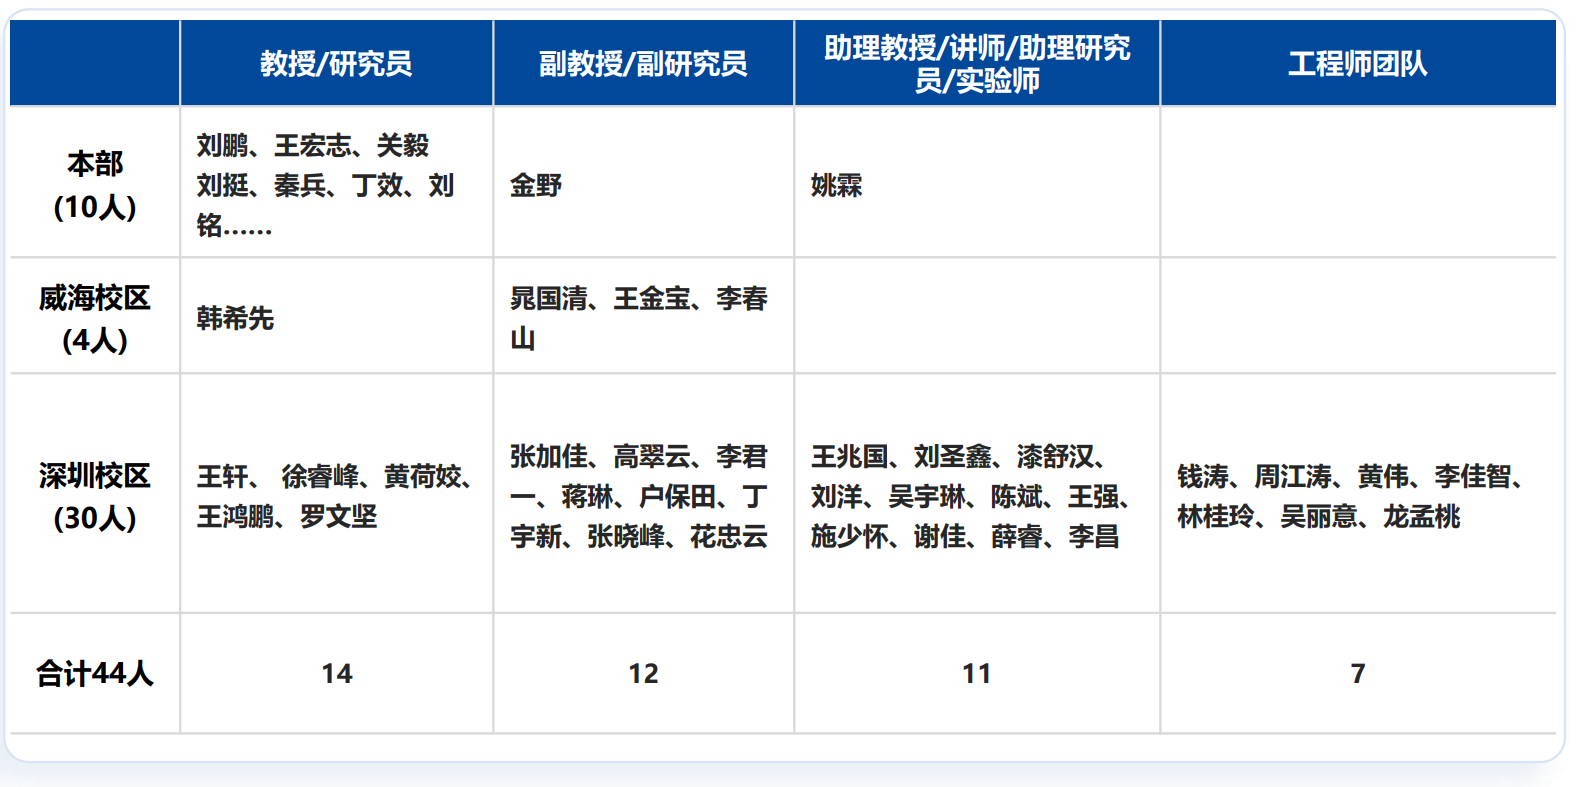 教授/研究员
副教授/副研究员
助理教授/讲师/助理研究
员/实验师
工程师团队
本部
(10人)
刘鹏、王宏志、关毅
刘挺、秦兵、丁效、刘
铭……
金野
姚霖
威海校区
(4人)
韩希先
晁国清、王金宝、李春
山
深圳校区
(30人)
王轩、 徐睿峰、黄荷姣、
王鸿鹏、罗文坚
张加佳、高翠云、李君
一、蒋琳、户保田、丁
宇新、张晓峰、花忠云
王兆国、刘圣鑫、漆舒汉、
刘洋、吴宇琳、陈斌、王强、
施少怀、谢佳、薛睿、李昌
钱涛、周江涛、黄伟、李佳智、
林桂玲、吴丽意、龙孟桃
合计44人
14
12
11
7